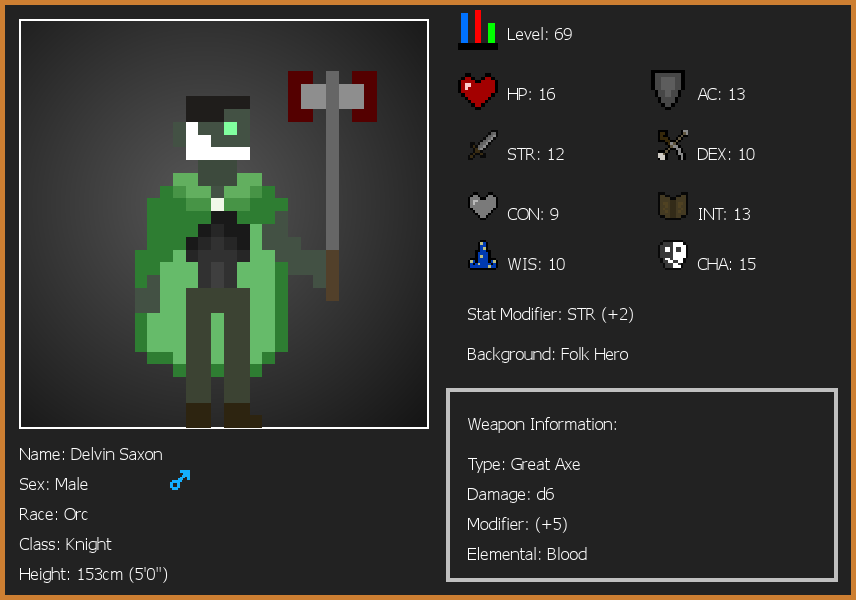 Level: 69
HP: 16
AC: 13
STR: 12
DEX: 10
CON: 9
INT: 13
WIS: 10
CHA: 15
Stat Modifier: STR (+2)
Background: Folk Hero
Weapon Information:
Type: Great Axe
Damage: d6
Modifier: (+5)
Elemental: Blood
Name: Delvin Saxon
Sex: Male
Race: Orc
Class: Knight
Height: 153cm (5'0")